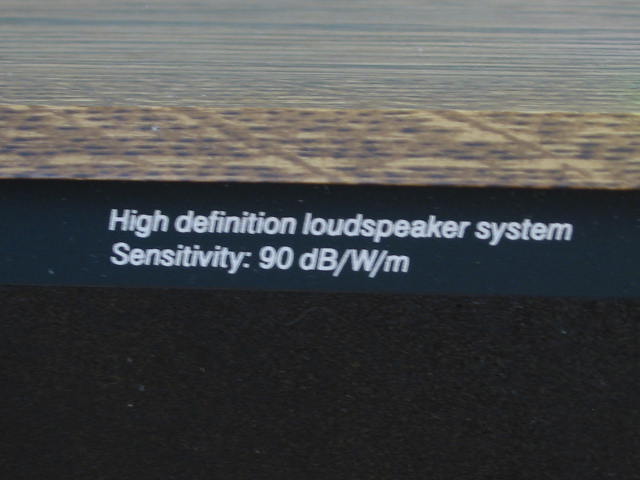 High definition loudspeaker system
Sensitivity: 90 dB/W/m